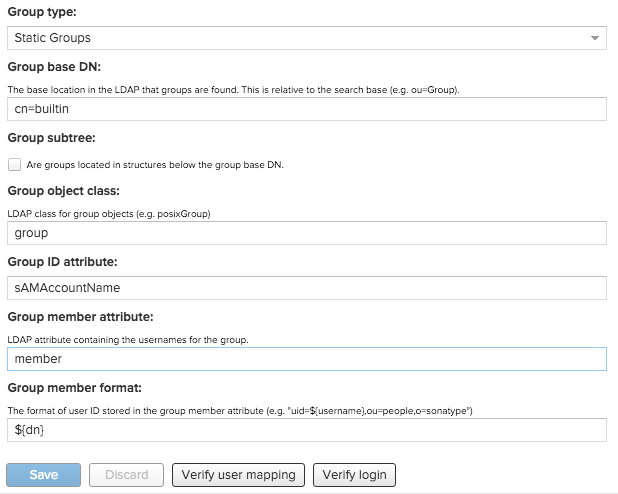 Group type:
Static Groups
Group base DN:
The base location in the LDAP that groups are found. This is relative to the search base (e.g. ou=Group).
cn=builtin
Group subtree:
Are groups located in structures below the group base DN.
Group object class:
LDAP class for group objects (e.g. posixGroup)
group
Group ID attribute:
sAMAccountName
Group member attribute:
LDAP attribute containing the usernames for the group.
member
Group member format:
The format of user ID stored in the group member attribute (e.g. "uid=${username},ou=people,o=sonatype")
${dn}
Save Discard Verify user mapping Verify login